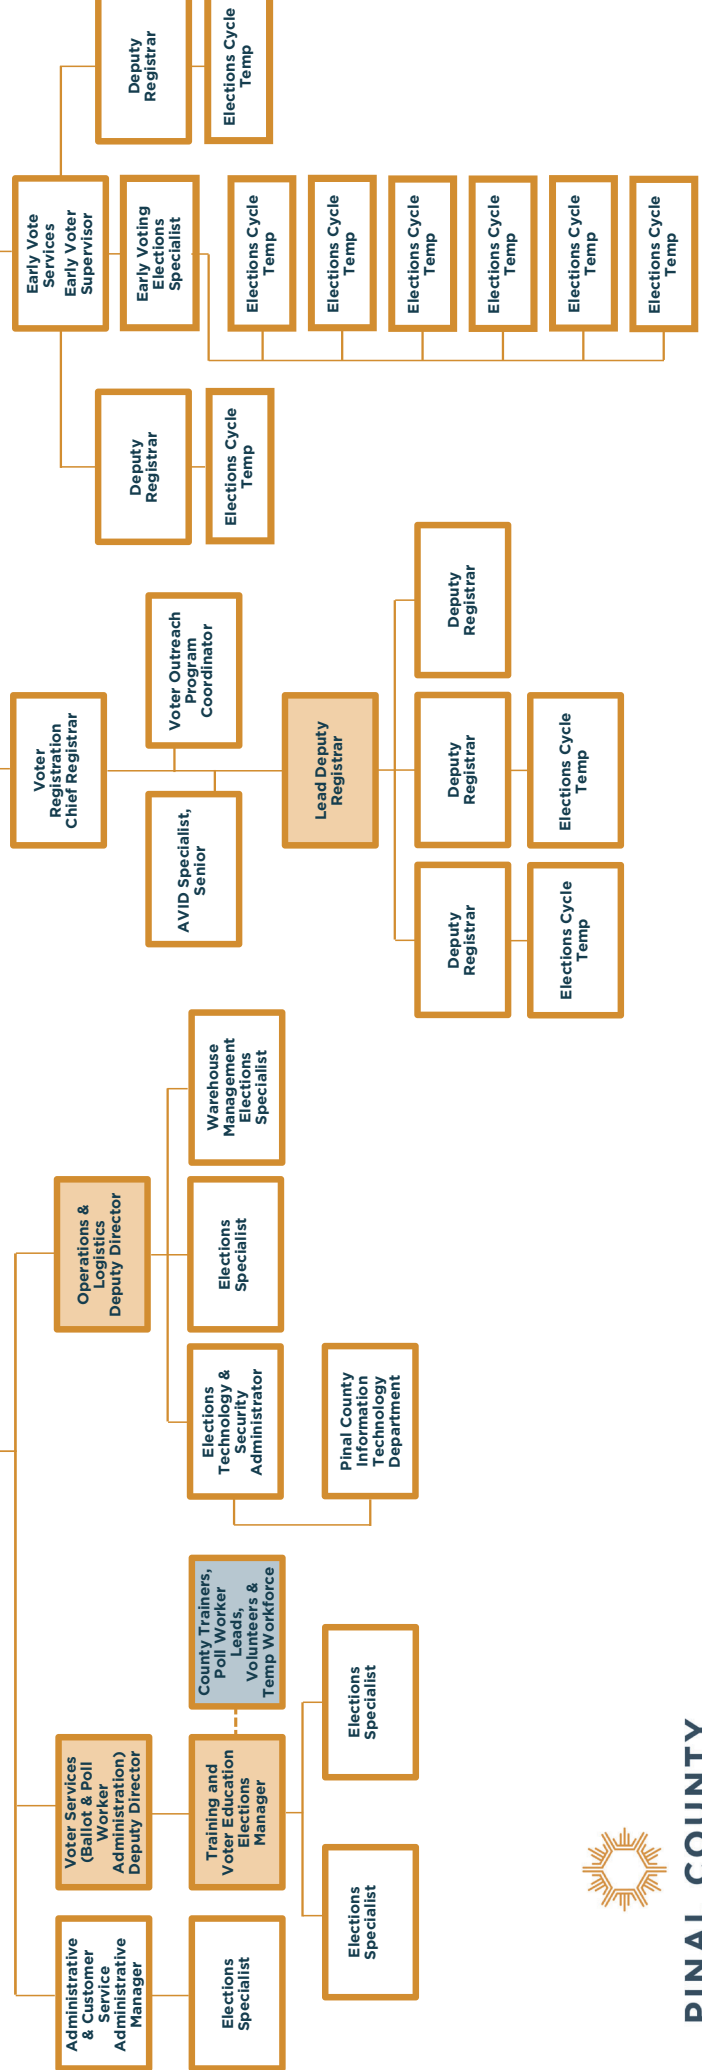 Administrative
& Customer
Service
Administrative
Manager
Elections
Specialist
Voter Services
(Ballot & Poll
Worker
Administration)
Deputy Director
Training and
Voter Education
Elections
Manager
County Trainers,
Poll Worker
Leads,
Volunteers &
Temp Workforce
Elections
Specialist
Elections
Specialist
Operations &
Logistics
Deputy Director
Elections
Technology &
Security
Administrator
Elections
Specialist
Warehouse
Management
Elections
Specialist
Pinal County
Information
Technology
Department
Voter
Registration
Chief Registrar
AVID Specialist,
Senior
Voter Outreach
Program
Coordinator
Lead Deputy
Registrar
Deputy
Registrar
Deputy
Registrar
Deputy
Registrar
Elections Cycle
Temp
Elections Cycle
Temp
Early Vote
Services
Early Voter
Supervisor
Deputy
Registrar
Early Voting
Elections
Specialist
Deputy
Registrar
Elections Cycle
Temp
Elections Cycle
Temp
Elections Cycle
Temp
Elections Cycle
Temp
Elections Cycle
Temp
Elections Cycle
Temp
Elections Cycle
Temp
Elections Cycle
Temp
PINAL COUNTY